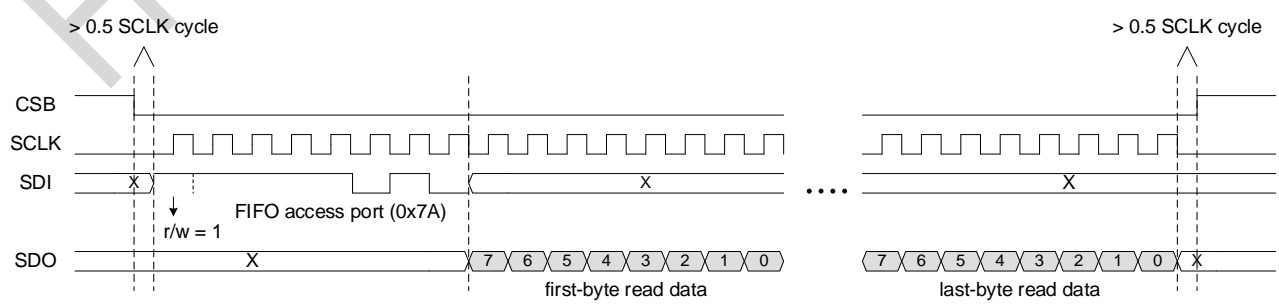 > 0.5 SCLK cycle > 0.5 SCLK cycle
CSB
SCLK
SDI X X X
....
FIFO access port (0x7A)
r/w = 1
SDO X 7 6 5 4 3 2 1 0 7 6 5 4 3 2 1 0 X
first-byte read data last-byte read data